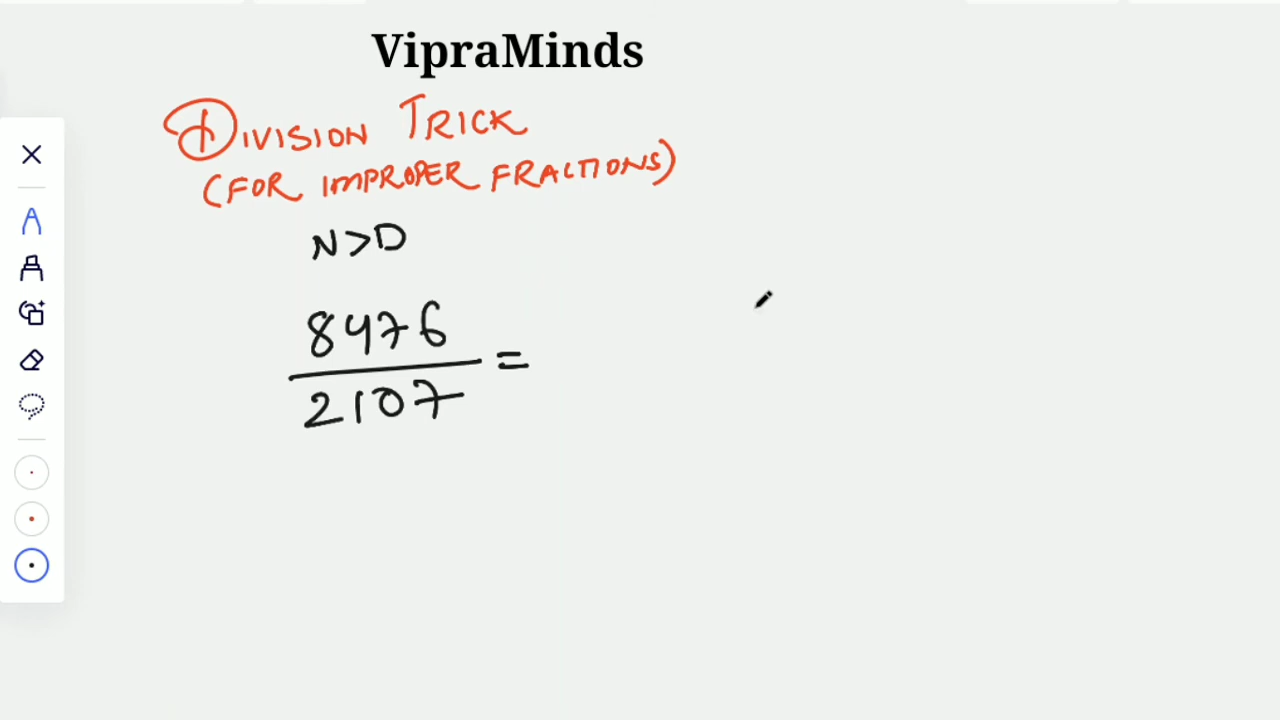 VipraMinds
DIVISION TRICK
(FOR IMPROPER FRACTIONS)
N>D
8476
2107 =